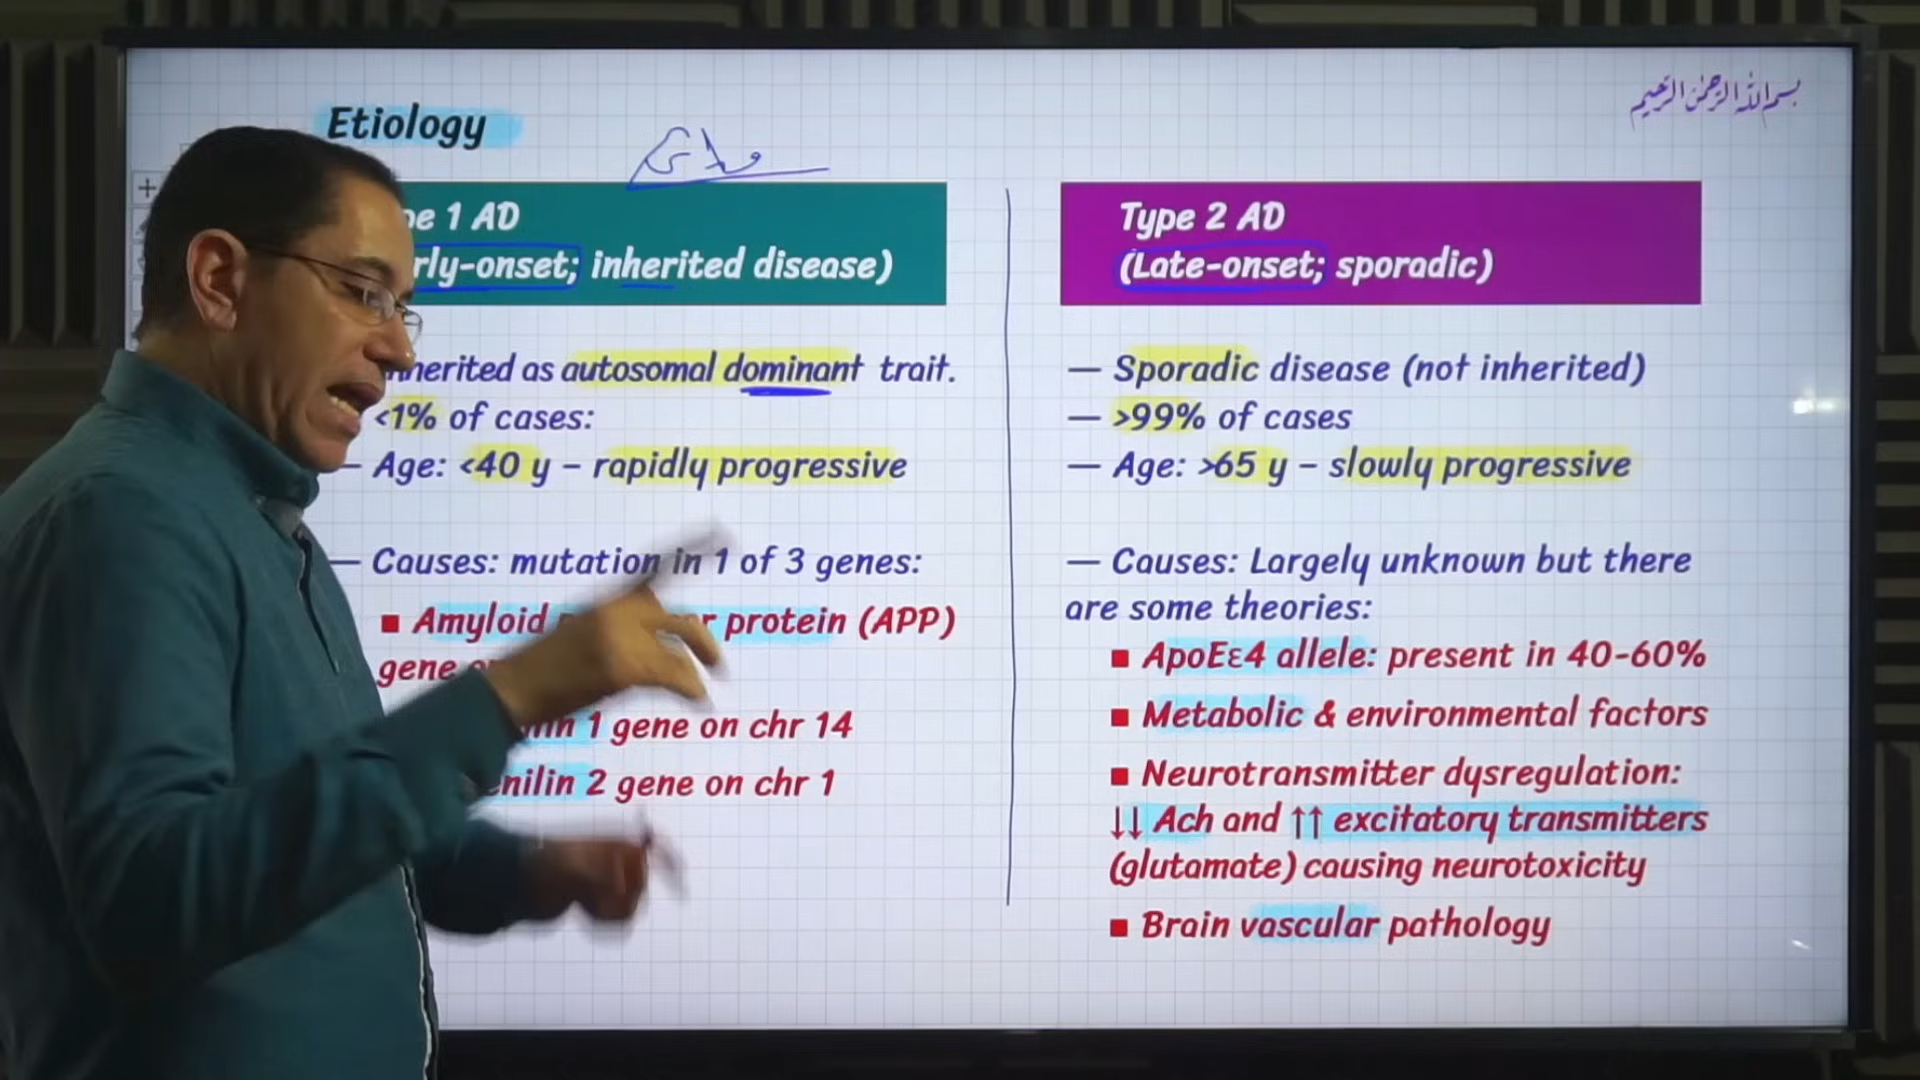 بسم الله الرحمن الرحيم
Etiology
1 AD
inherited disease)
inherited as autosomal dominant trait.
<1% of cases:
— Age: <40 y – rapidly progressive
— Causes: mutation in 1 of 3 genes:
■ Amyloid protein (APP)
gene
1 gene on chr 14
2 gene on chr 1
Type 2 AD
(Late-onset; sporadic)
— Sporadic disease (not inherited)
— >99% of cases
— Age: >65 y – slowly progressive
— Causes: Largely unknown but there
are some theories:
■ ApoEε4 allele: present in 40-60%
■ Metabolic & environmental factors
■ Neurotransmitter dysregulation:
↓↓ Ach and ↑↑ excitatory transmitters
(glutamate) causing neurotoxicity
■ Brain vascular pathology